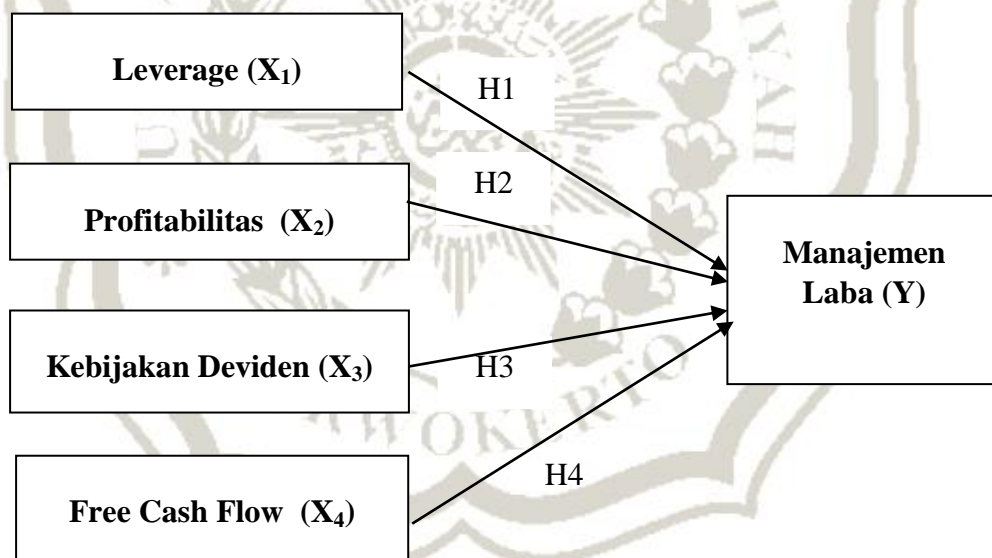 Leverage (X₁)
H1
H2
Profitabilitas (X₂)
Manajemen
Laba (Y)
Kebijakan Deviden (X₃)
H3
H4
Free Cash Flow (X₄)